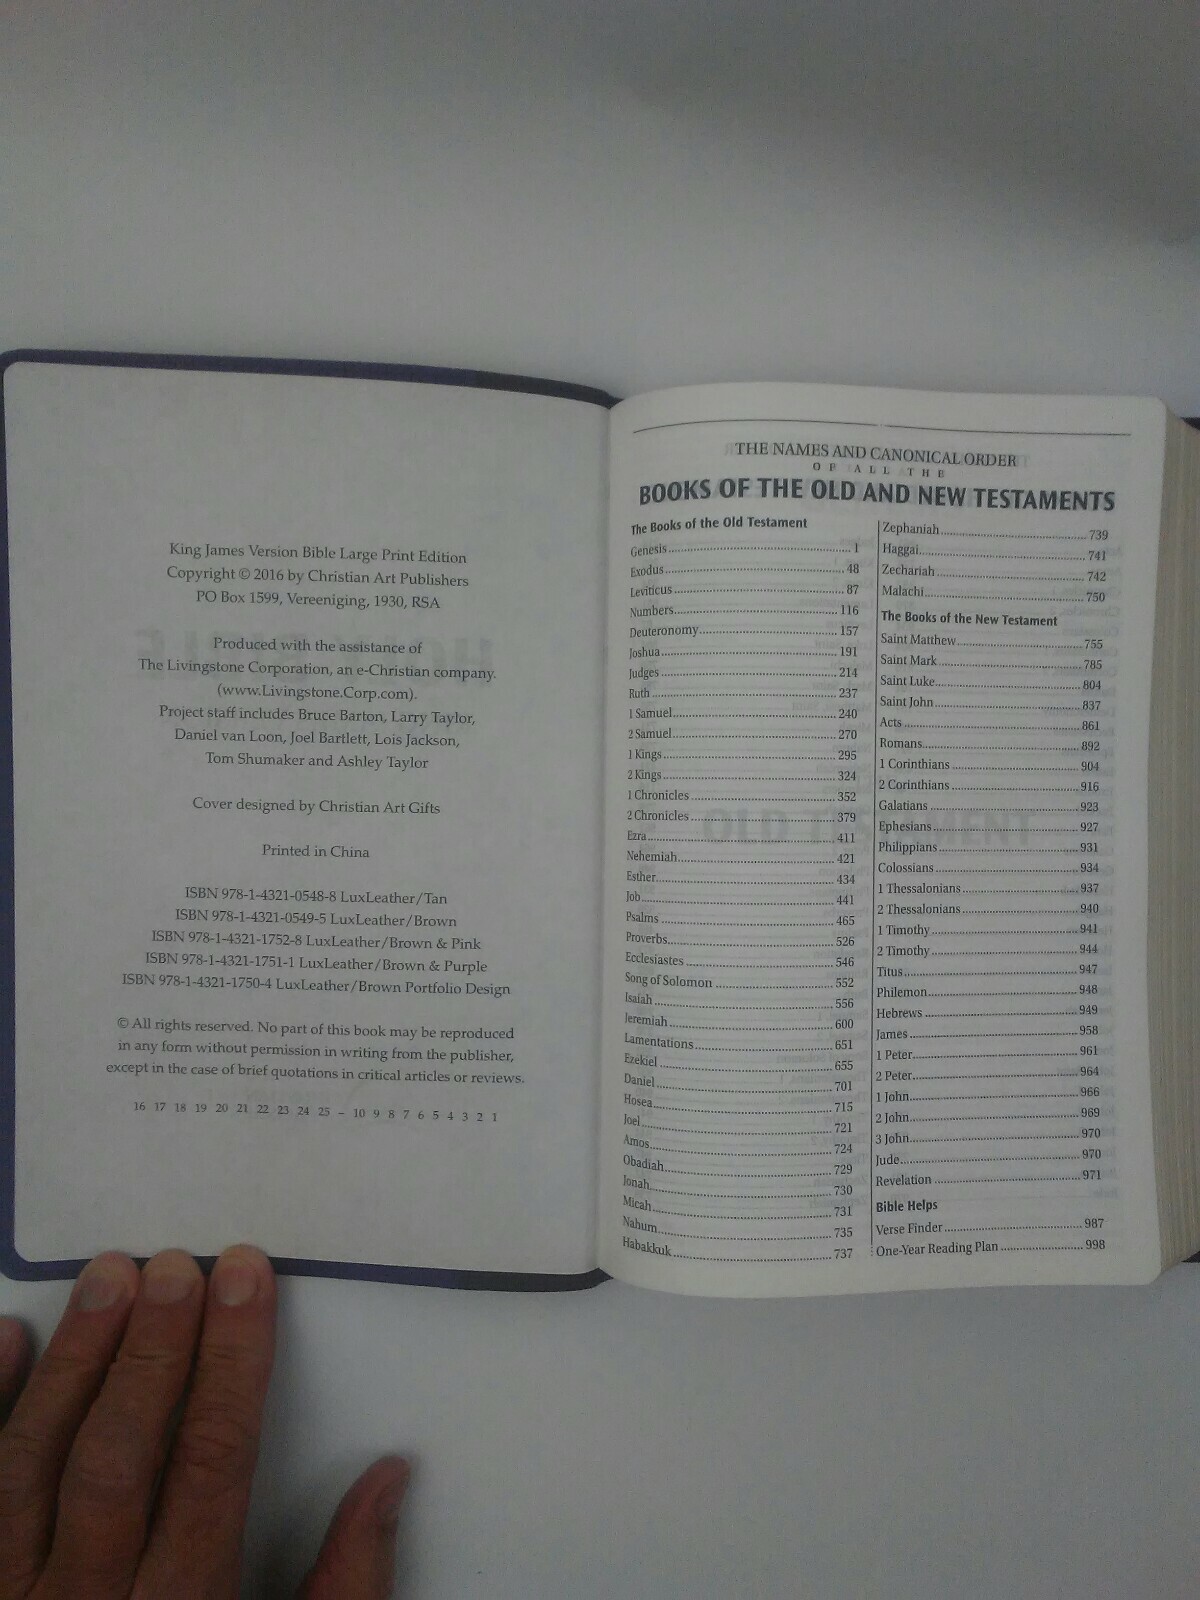 King James Version Bible Large Print Edition
Copyright © 2016 by Christian Art Publishers
PO Box 1599, Vereeniging, 1930, RSA
Produced with the assistance of
The Livingstone Corporation, an e-Christian company.
(www.Livingstone.Corp.com).
Project staff includes Bruce Barton, Larry Taylor,
Daniel van Loon, Joel Bartlett, Lois Jackson,
Tom Shumaker and Ashley Taylor
Cover designed by Christian Art Gifts
Printed in China
ISBN 978-1-4321-0548-8 LuxLeather/Tan
ISBN 978-1-4321-0549-5 LuxLeather/Brown
ISBN 978-1-4321-1752-8 LuxLeather/Brown & Pink
ISBN 978-1-4321-1751-1 LuxLeather/Brown & Purple
ISBN 978-1-4321-1750-4 LuxLeather/Brown Portfolio Design
© All rights reserved. No part of this book may be reproduced
in any form without permission in writing from the publisher,
except in the case of brief quotations in critical articles or reviews.
16 17 18 19 20 21 22 23 24 25 – 10 9 8 7 6 5 4 3 2 1
THE NAMES AND CANONICAL ORDER
OF ALL THE
BOOKS OF THE OLD AND NEW TESTAMENTS
The Books of the Old Testament
Genesis 1
Exodus 48
Leviticus 87
Numbers 116
Deuteronomy 157
Joshua 191
Judges 214
Ruth 237
1 Samuel 240
2 Samuel 270
1 Kings 295
2 Kings 324
1 Chronicles 352
2 Chronicles 379
Ezra 411
Nehemiah 421
Esther 434
Job 441
Psalms 465
Proverbs 526
Ecclesiastes 546
Song of Solomon 552
Isaiah 556
Jeremiah 600
Lamentations 651
Ezekiel 655
Daniel 701
Hosea 715
Joel 721
Amos 724
Obadiah 729
Jonah 730
Micah 731
Nahum 735
Habakkuk 737
Zephaniah 739
Haggai 741
Zechariah 742
Malachi 750
The Books of the New Testament
Saint Matthew 755
Saint Mark 785
Saint Luke 804
Saint John 837
Acts 861
Romans 892
1 Corinthians 904
2 Corinthians 916
Galatians 923
Ephesians 927
Philippians 931
Colossians 934
1 Thessalonians 937
2 Thessalonians 940
1 Timothy 941
2 Timothy 944
Titus 947
Philemon 948
Hebrews 949
James 958
1 Peter 961
2 Peter 964
1 John 966
2 John 969
3 John 970
Jude 970
Revelation 971
Bible Helps
Verse Finder 987
One-Year Reading Plan 998